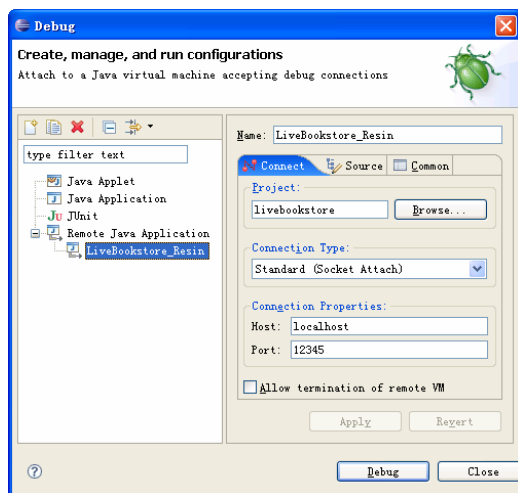 Debug
Create, manage, and run configurations
Attach to a Java virtual machine accepting debug connections
type filter text
Java Applet
Java Application
Ju JUnit
Remote Java Application
LiveBookstore_Resin
Name: LiveBookstore_Resin
Connect Source Common
Project:
livebookstore Browse...
Connection Type:
Standard (Socket Attach)
Connection Properties:
Host: localhost
Port: 12345
Allow termination of remote VM
Apply Revert
? Debug Close